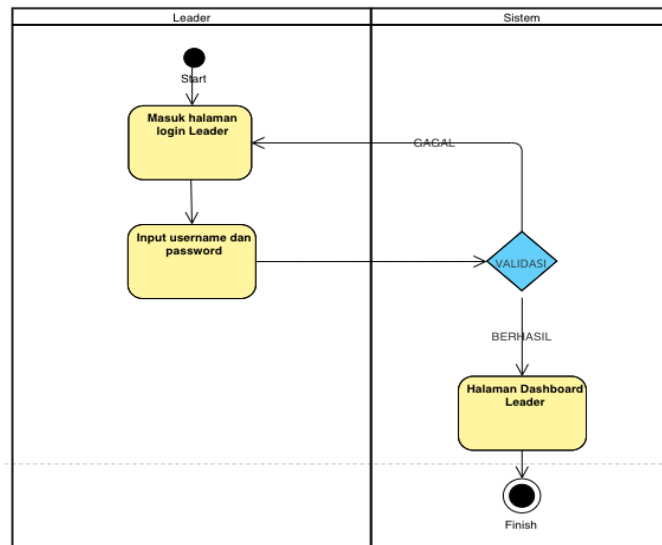 Leader
Sistem
Start
Masuk halaman
login Leader
GAGAL
Input username dan
password
VALIDASI
BERHASIL
Halaman Dashboard
Leader
Finish